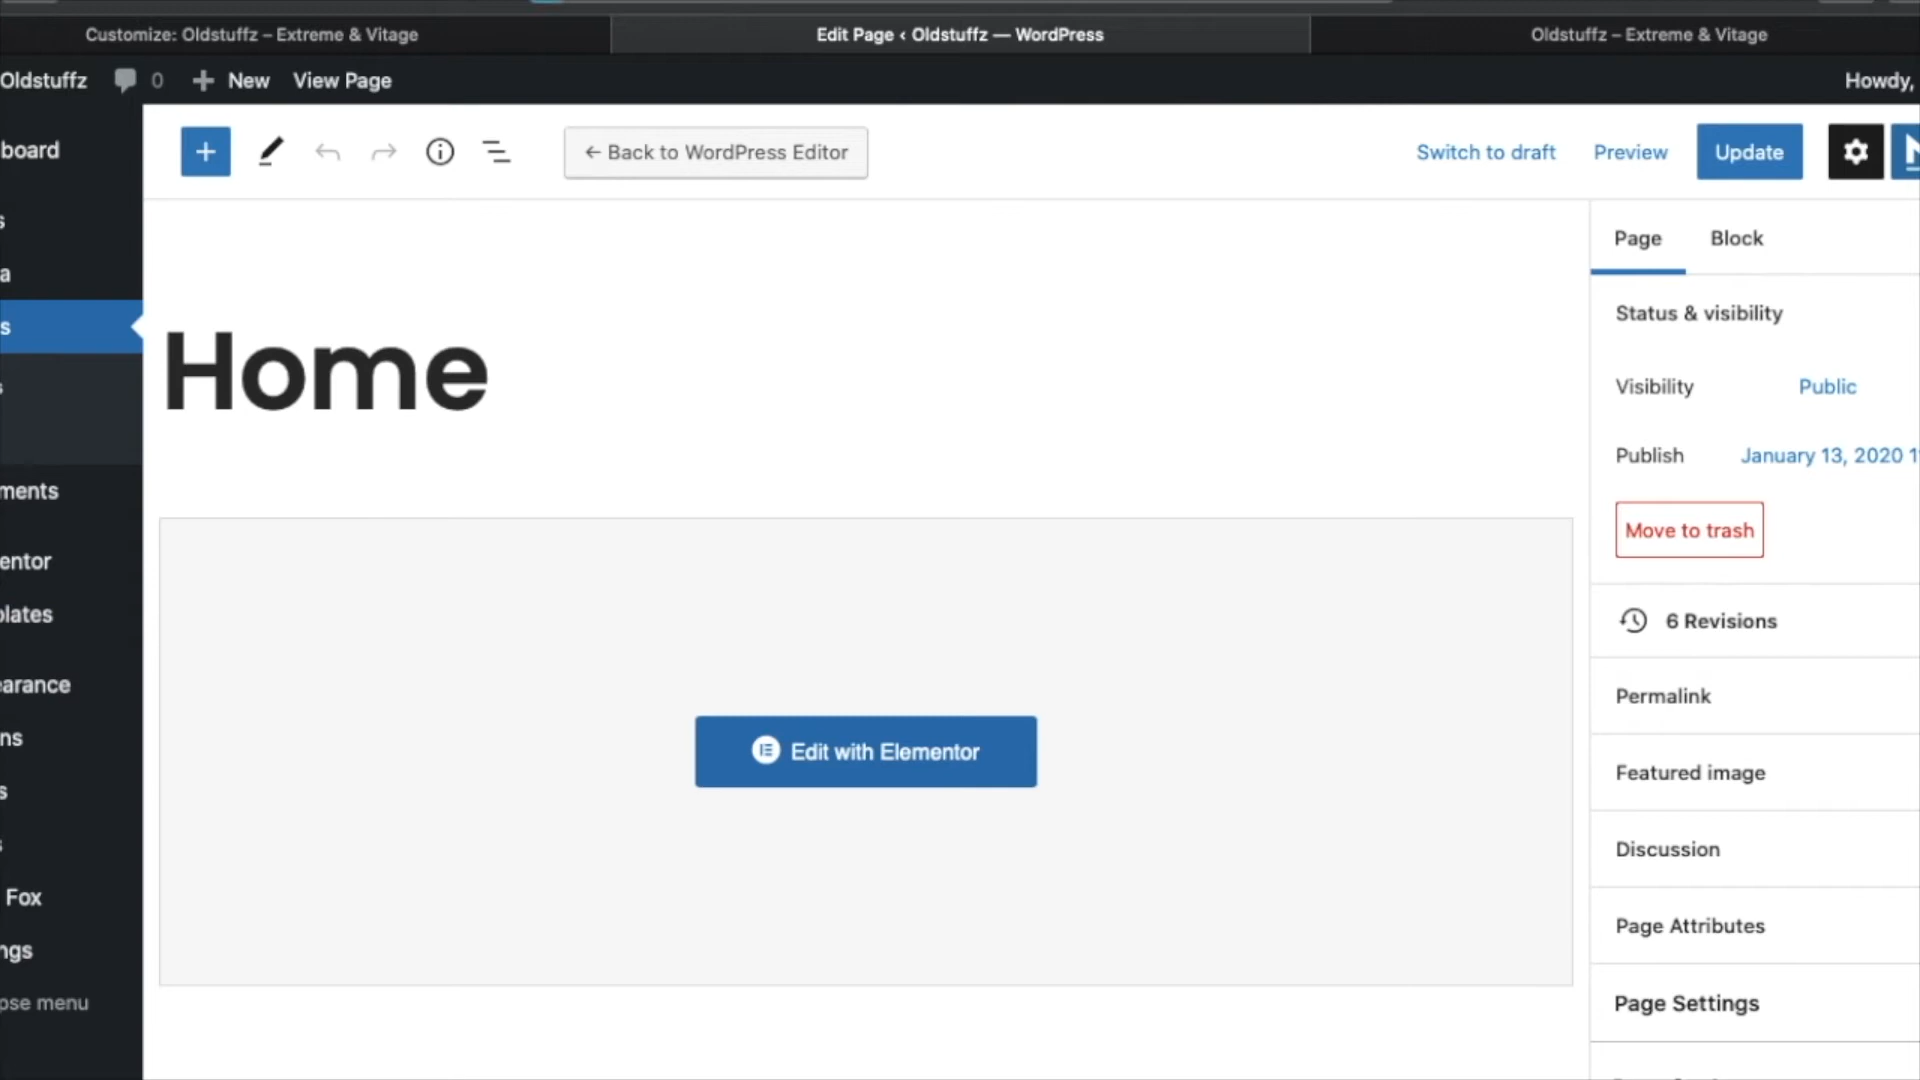 Customize: Oldstuffz – Extreme & Vitage
Edit Page ‹ Oldstuffz — WordPress
Oldstuffz – Extreme & Vitage
Oldstuffz 0 New View Page
Howdy,
board
← Back to WordPress Editor
Switch to draft Preview Update
s
a
s
s
ments
entor
olates
earance
ns
s
s
Fox
ngs
pse menu
Home
Edit with Elementor
Page Block
Status & visibility
Visibility Public
Publish January 13, 2020 1
Move to trash
6 Revisions
Permalink
Featured image
Discussion
Page Attributes
Page Settings